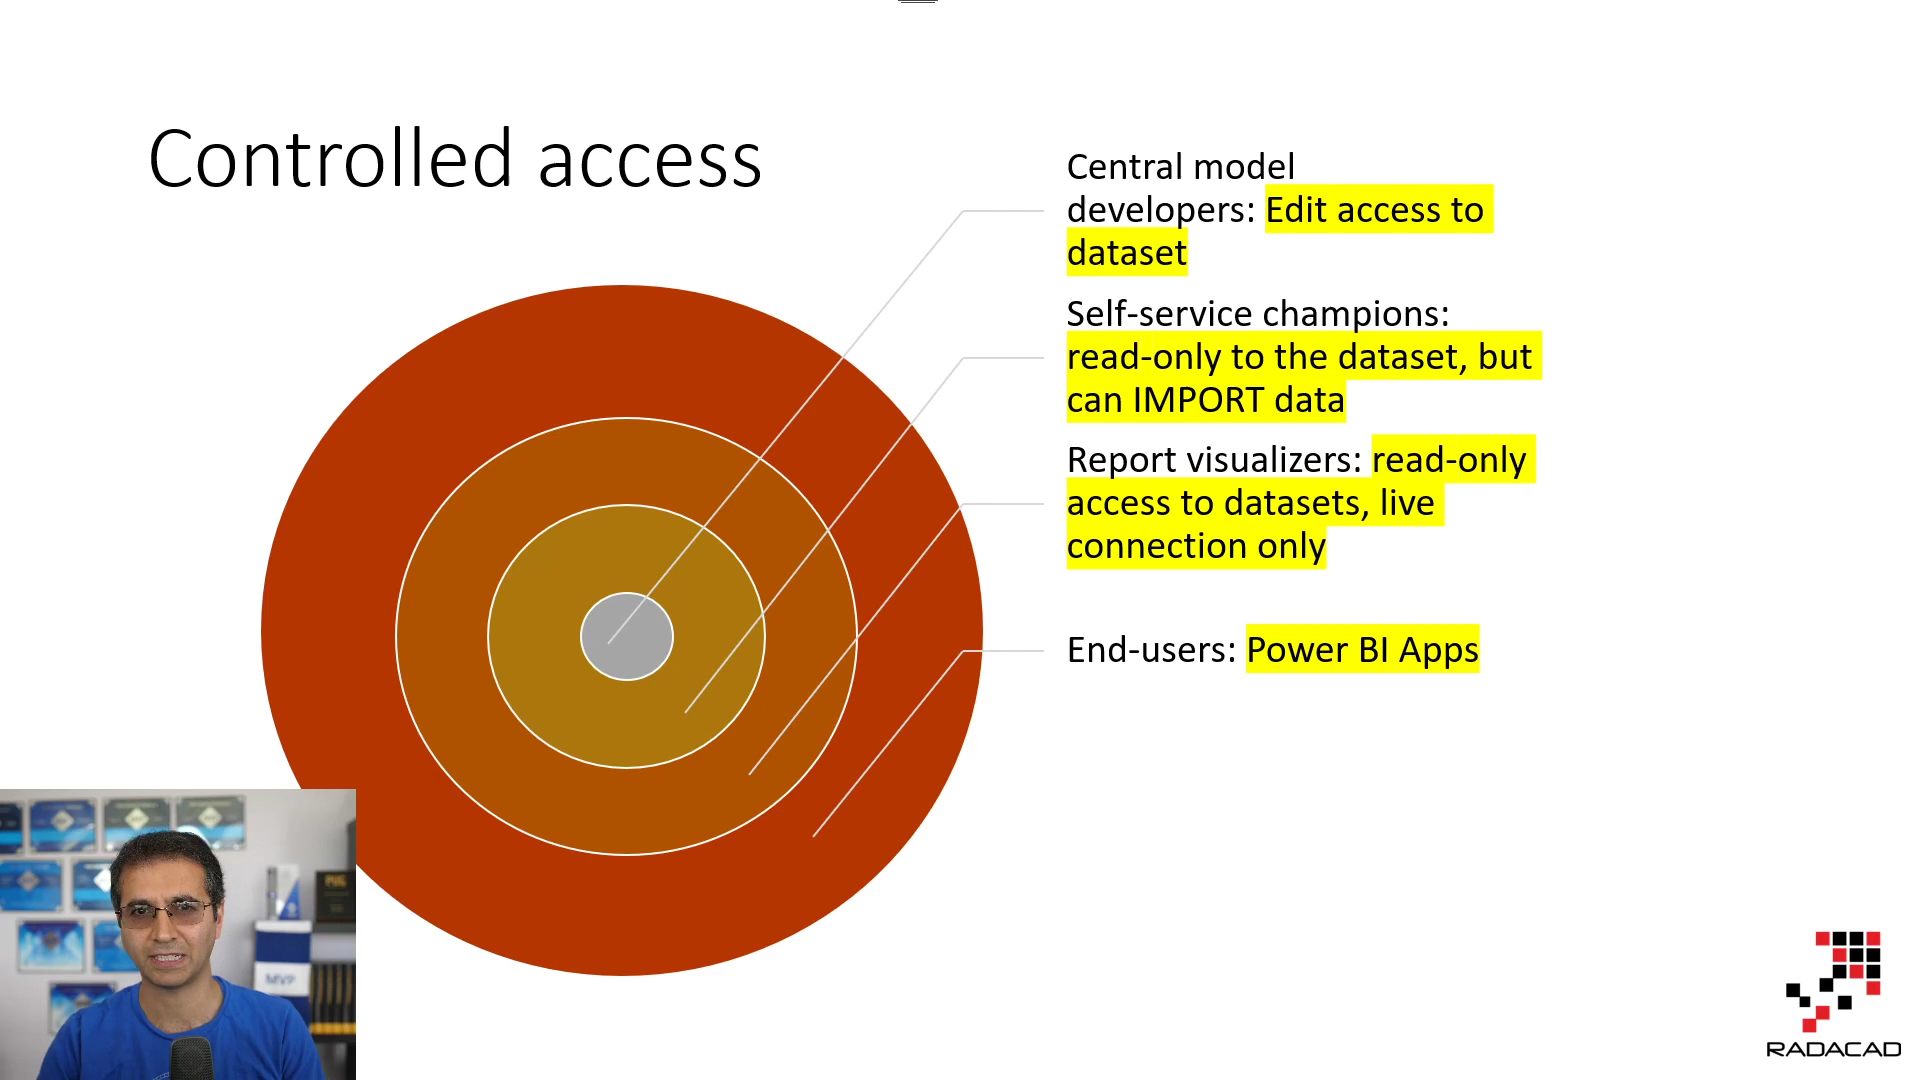 Controlled access
Central model
developers: Edit access to
dataset
Self-service champions:
read-only to the dataset, but
can IMPORT data
Report visualizers: read-only
access to datasets, live
connection only
End-users: Power BI Apps
MVP
RADACAD